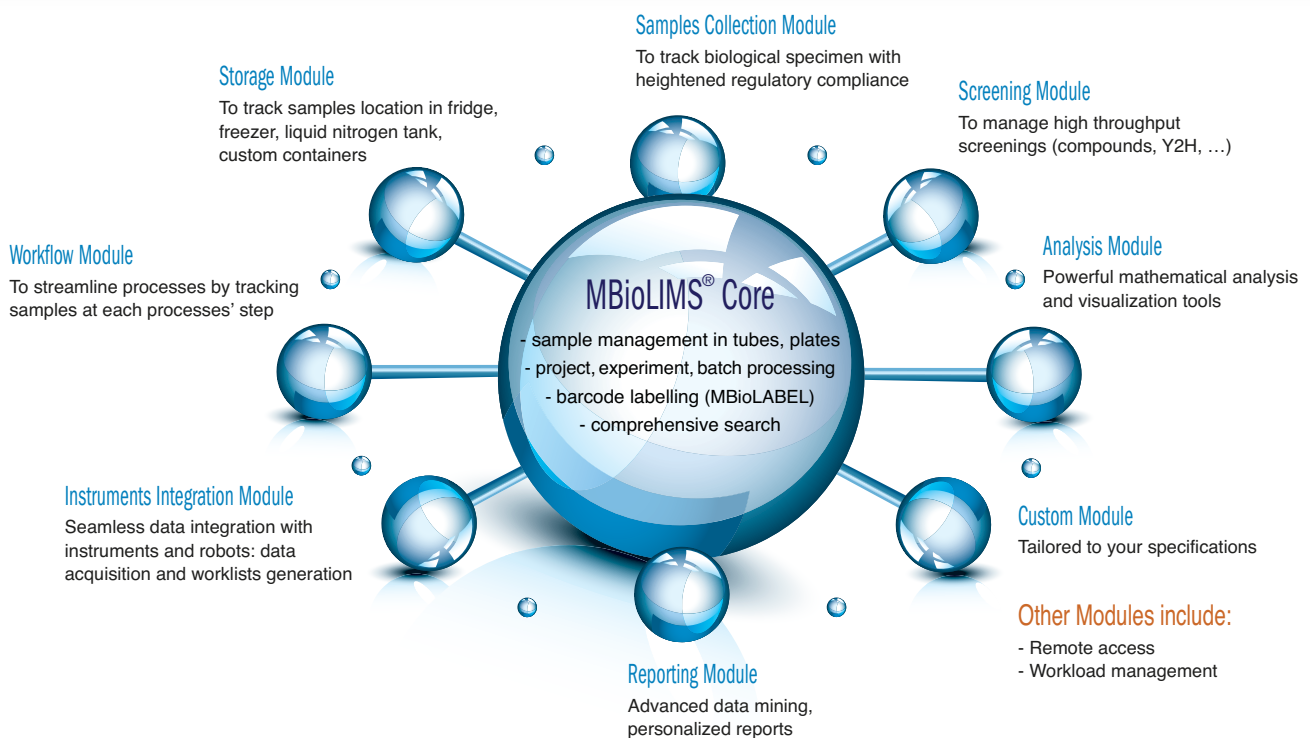 Samples Collection Module
To track biological specimen with
heightened regulatory compliance
Storage Module
To track samples location in fridge,
freezer, liquid nitrogen tank,
custom containers
Screening Module
To manage high throughput
screenings (compounds, Y2H, …)
Workflow Module
To streamline processes by tracking
samples at each processes’ step
Analysis Module
Powerful mathematical analysis
and visualization tools
MBioLIMS® Core
- sample management in tubes, plates
- project, experiment, batch processing
- barcode labelling (MBioLABEL)
- comprehensive search
Instruments Integration Module
Seamless data integration with
instruments and robots: data
acquisition and worklists generation
Custom Module
Tailored to your specifications
Other Modules include:
- Remote access
- Workload management
Reporting Module
Advanced data mining,
personalized reports